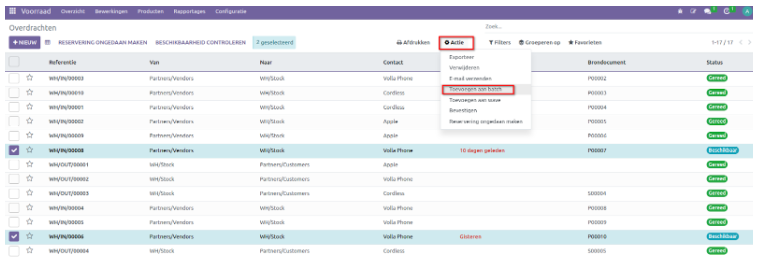 Voorraad Overzicht Bewerkingen Producten Rapportages Configuratie
Overdrachten Zoek...
+ NIEUW RESERVERING ONGEDAAN MAKEN BESCHIKBAARHEID CONTROLEREN 2 geselecteerd Afdrukken Actie Filters Groeperen op Favorieten 1-17 / 17
Referentie Van Naar Contact Brondocument Status
Exporteer
Verwijderen
E-mail verzenden
Toevoegen aan batch
Toevoegen aan wave
Bevestigen
Reservering ongedaan maken
WH/IN/00003 Partners/Vendors WH/Stock Volla Phone P00002 Gereed
WH/IN/00010 Partners/Vendors WH/Stock Cordless P00003 Gereed
WH/IN/00001 Partners/Vendors WH/Stock Cordless P00004 Gereed
WH/IN/00002 Partners/Vendors WH/Stock Apple P00005 Gereed
WH/IN/00009 Partners/Vendors WH/Stock Apple P00006 Gereed
WH/IN/00008 Partners/Vendors WH/Stock Volla Phone 10 dagen geleden P00007 Beschikbaar
WH/OUT/00001 WH/Stock Partners/Customers Apple Gereed
WH/OUT/00002 WH/Stock Partners/Customers Volla Phone Gereed
WH/OUT/00003 WH/Stock Partners/Customers Cordless S00004 Gereed
WH/IN/00004 Partners/Vendors WH/Stock Volla Phone P00008 Gereed
WH/IN/00005 Partners/Vendors WH/Stock Volla Phone P00009 Gereed
WH/IN/00006 Partners/Vendors WH/Stock Volla Phone Gisteren P00010 Beschikbaar
WH/OUT/00004 WH/Stock Partners/Customers Cordless S00005 Gereed